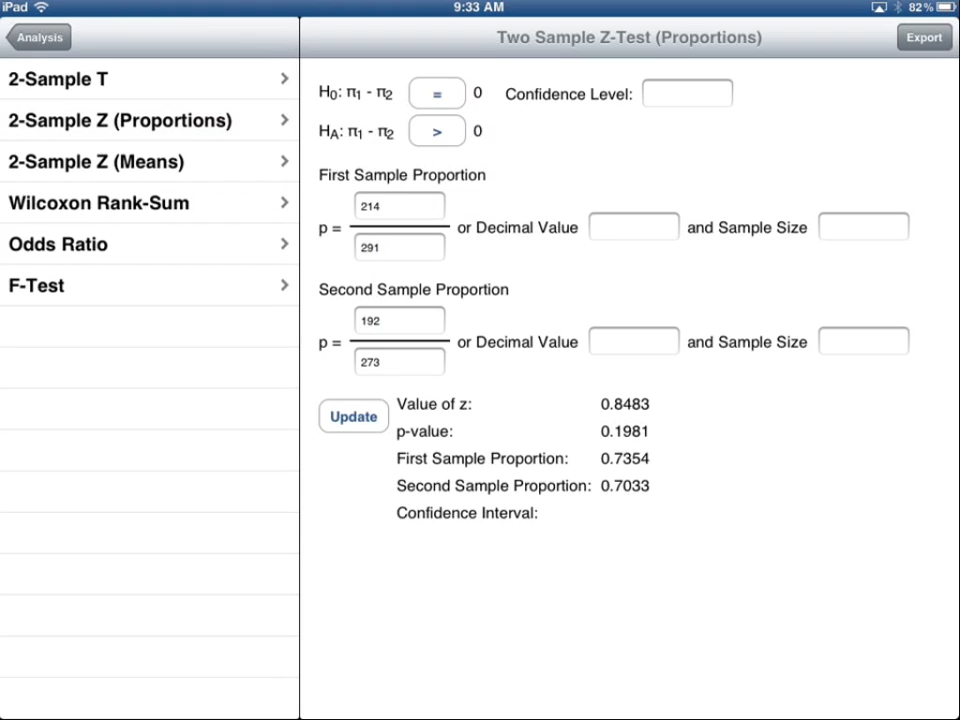 iPad 9:33 AM 82%
Analysis Two Sample Z-Test (Proportions) Export
2-Sample T
2-Sample Z (Proportions)
2-Sample Z (Means)
Wilcoxon Rank-Sum
Odds Ratio
F-Test
H0: π1 - π2 = 0 Confidence Level:
HA: π1 - π2 > 0
First Sample Proportion
214
p = or Decimal Value and Sample Size
291
Second Sample Proportion
192
p = or Decimal Value and Sample Size
273
Update
Value of z: 0.8483
p-value: 0.1981
First Sample Proportion: 0.7354
Second Sample Proportion: 0.7033
Confidence Interval: